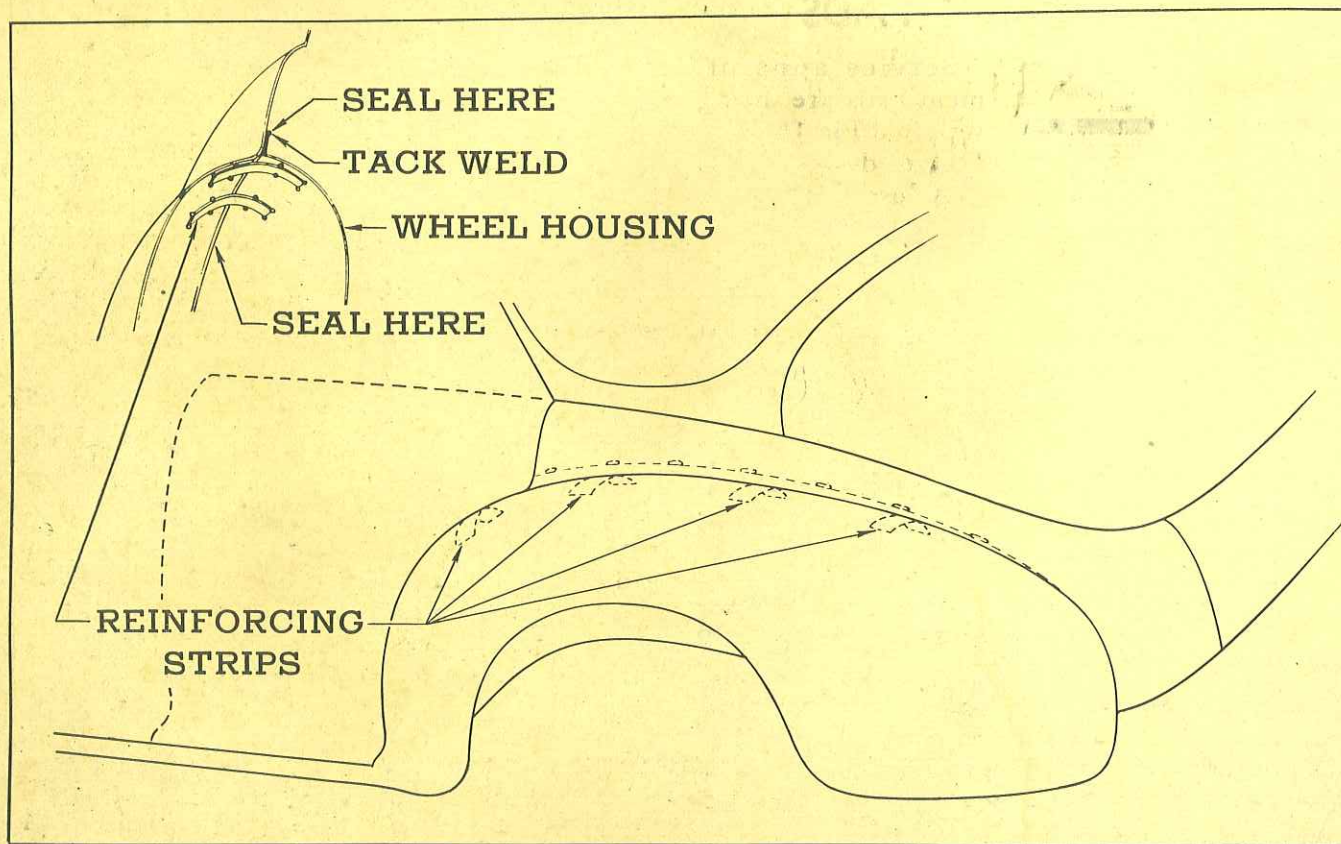 SEAL HERE
TACK WELD
WHEEL HOUSING
SEAL HERE
REINFORCING
STRIPS